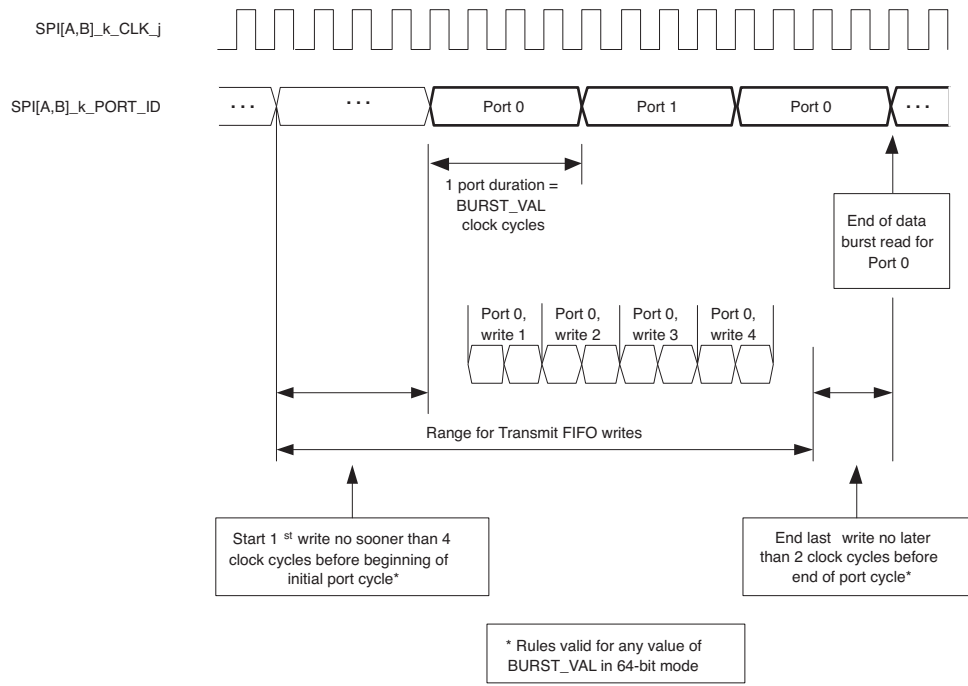 SPI[A,B]_k_CLK_j
SPI[A,B]_k_PORT_ID
...
...
Port 0
Port 1
Port 0
...
1 port duration =
BURST_VAL
clock cycles
End of data
burst read for
Port 0
Port 0,
write 1
Port 0,
write 2
Port 0,
write 3
Port 0,
write 4
Range for Transmit FIFO writes
Start 1 st write no sooner than 4
clock cycles before beginning of
initial port cycle*
End last write no later
than 2 clock cycles before
end of port cycle*
* Rules valid for any value of
BURST_VAL in 64-bit mode